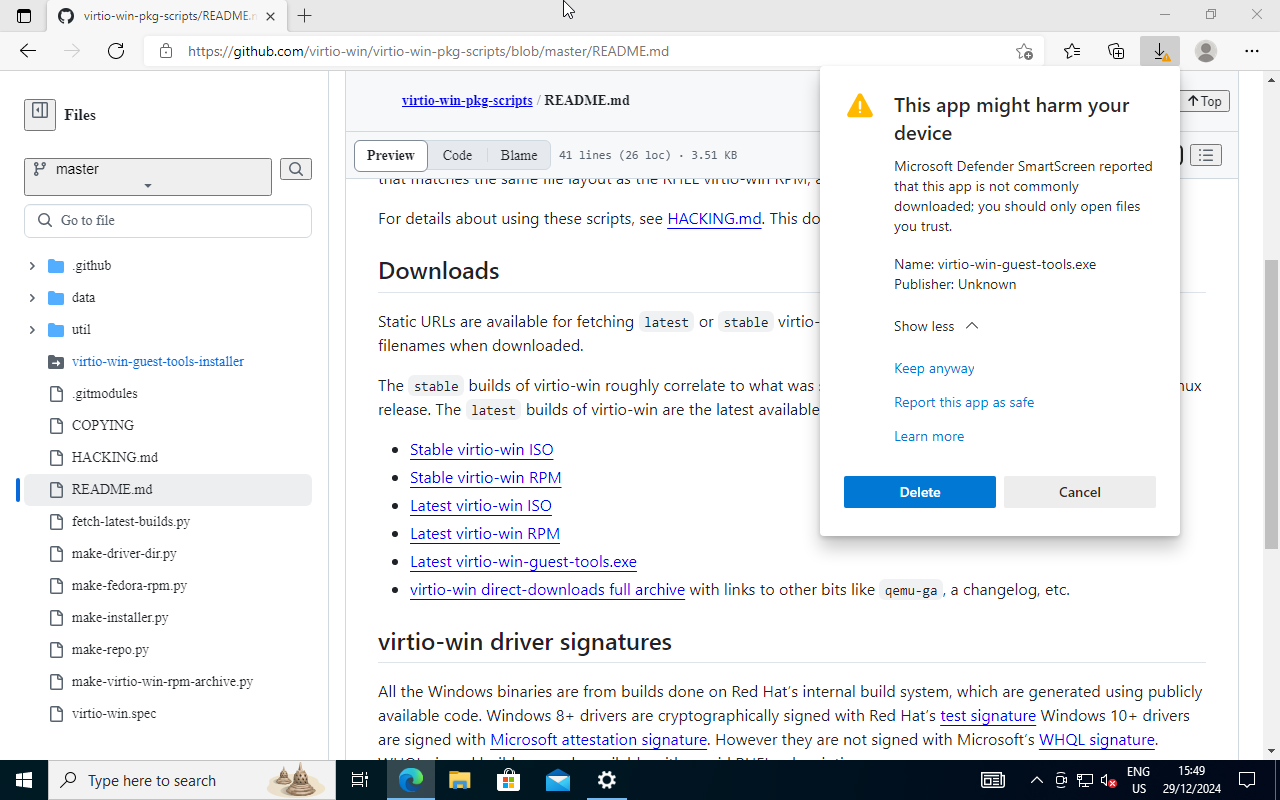 virtio-win-pkg-scripts/README.m
https://github.com/virtio-win/virtio-win-pkg-scripts/blob/master/README.md
Files
master
Go to file
.github
data
util
virtio-win-guest-tools-installer
.gitmodules
COPYING
HACKING.md
README.md
fetch-latest-builds.py
make-driver-dir.py
make-fedora-rpm.py
make-installer.py
make-repo.py
make-virtio-win-rpm-archive.py
virtio-win.spec
virtio-win-pkg-scripts / README.md
Top
Preview Code Blame 41 lines (26 loc) · 3.51 KB
that matches the same file layout as the RHEL virtio-win RPM, a
For details about using these scripts, see HACKING.md. This do
Downloads
Static URLs are available for fetching latest or stable virtio-
filenames when downloaded.
The stable builds of virtio-win roughly correlate to what was s nux
release. The latest builds of virtio-win are the latest available
Stable virtio-win ISO
Stable virtio-win RPM
Latest virtio-win ISO
Latest virtio-win RPM
Latest virtio-win-guest-tools.exe
virtio-win direct-downloads full archive with links to other bits like qemu-ga, a changelog, etc.
virtio-win driver signatures
All the Windows binaries are from builds done on Red Hat's internal build system, which are generated using publicly
available code. Windows 8+ drivers are cryptographically signed with Red Hat's test signature Windows 10+ drivers
are signed with Microsoft attestation signature. However they are not signed with Microsoft's WHQL signature.
This app might harm your
device
Microsoft Defender SmartScreen reported
that this app is not commonly
downloaded; you should only open files
you trust.
Name: virtio-win-guest-tools.exe
Publisher: Unknown
Show less
Keep anyway
Report this app as safe
Learn more
Delete Cancel
Type here to search
ENG
US
15:49
29/12/2024